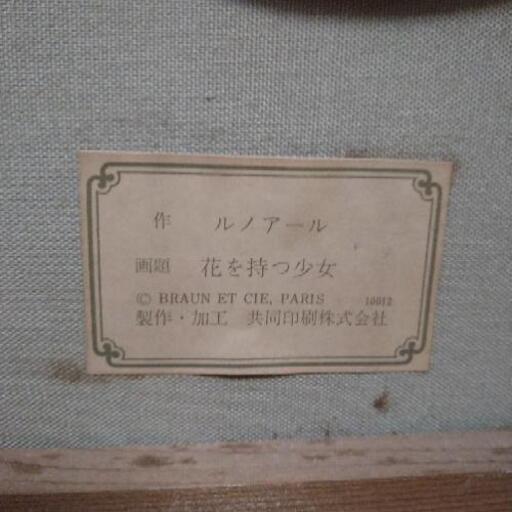 作 ルノアール
画題 花を持つ少女
© BRAUN ET CIE, PARIS 10012
製作・加工 共同印刷株式会社